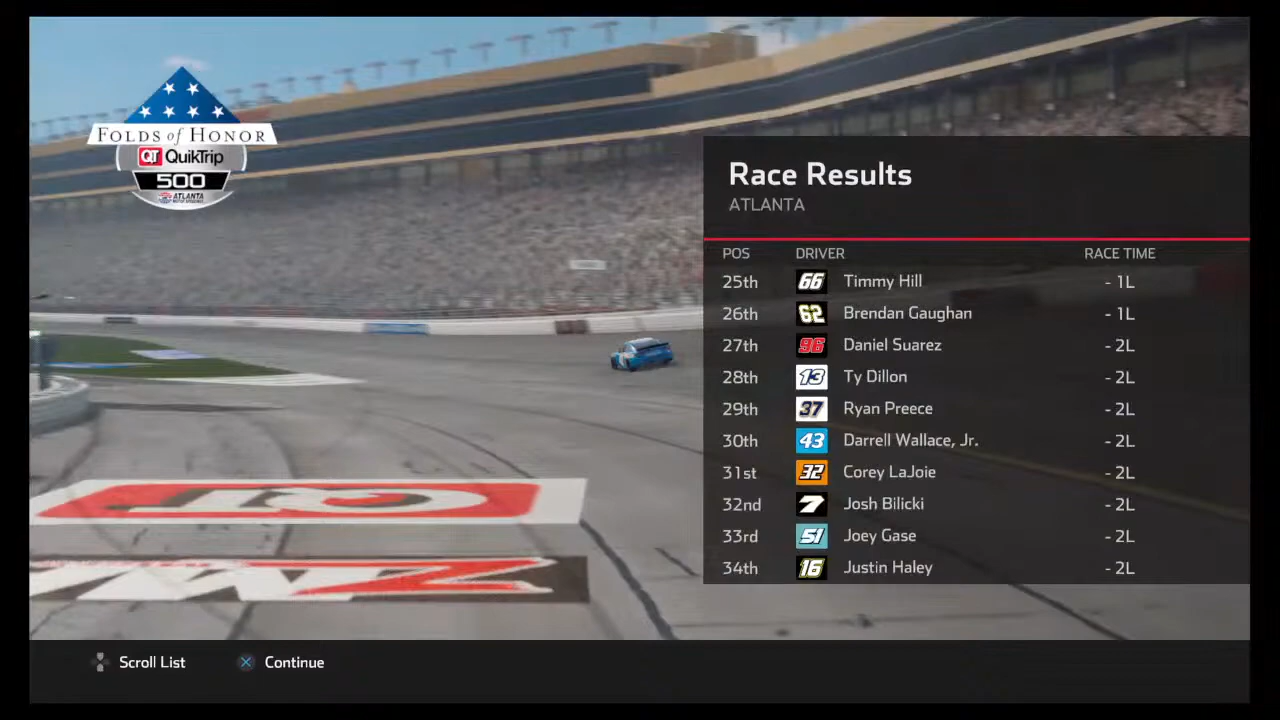 FOLDS of HONOR
QT QuikTrip
500
ATLANTA
Race Results
ATLANTA
POS DRIVER RACE TIME
25th 66 Timmy Hill - 1L
26th 62 Brendan Gaughan - 1L
27th 96 Daniel Suarez - 2L
28th 13 Ty Dillon - 2L
29th 37 Ryan Preece - 2L
30th 43 Darrell Wallace, Jr. - 2L
31st 32 Corey LaJoie - 2L
32nd 7 Josh Bilicki - 2L
33rd 51 Joey Gase - 2L
34th 16 Justin Haley - 2L
QT
Scroll List Continue